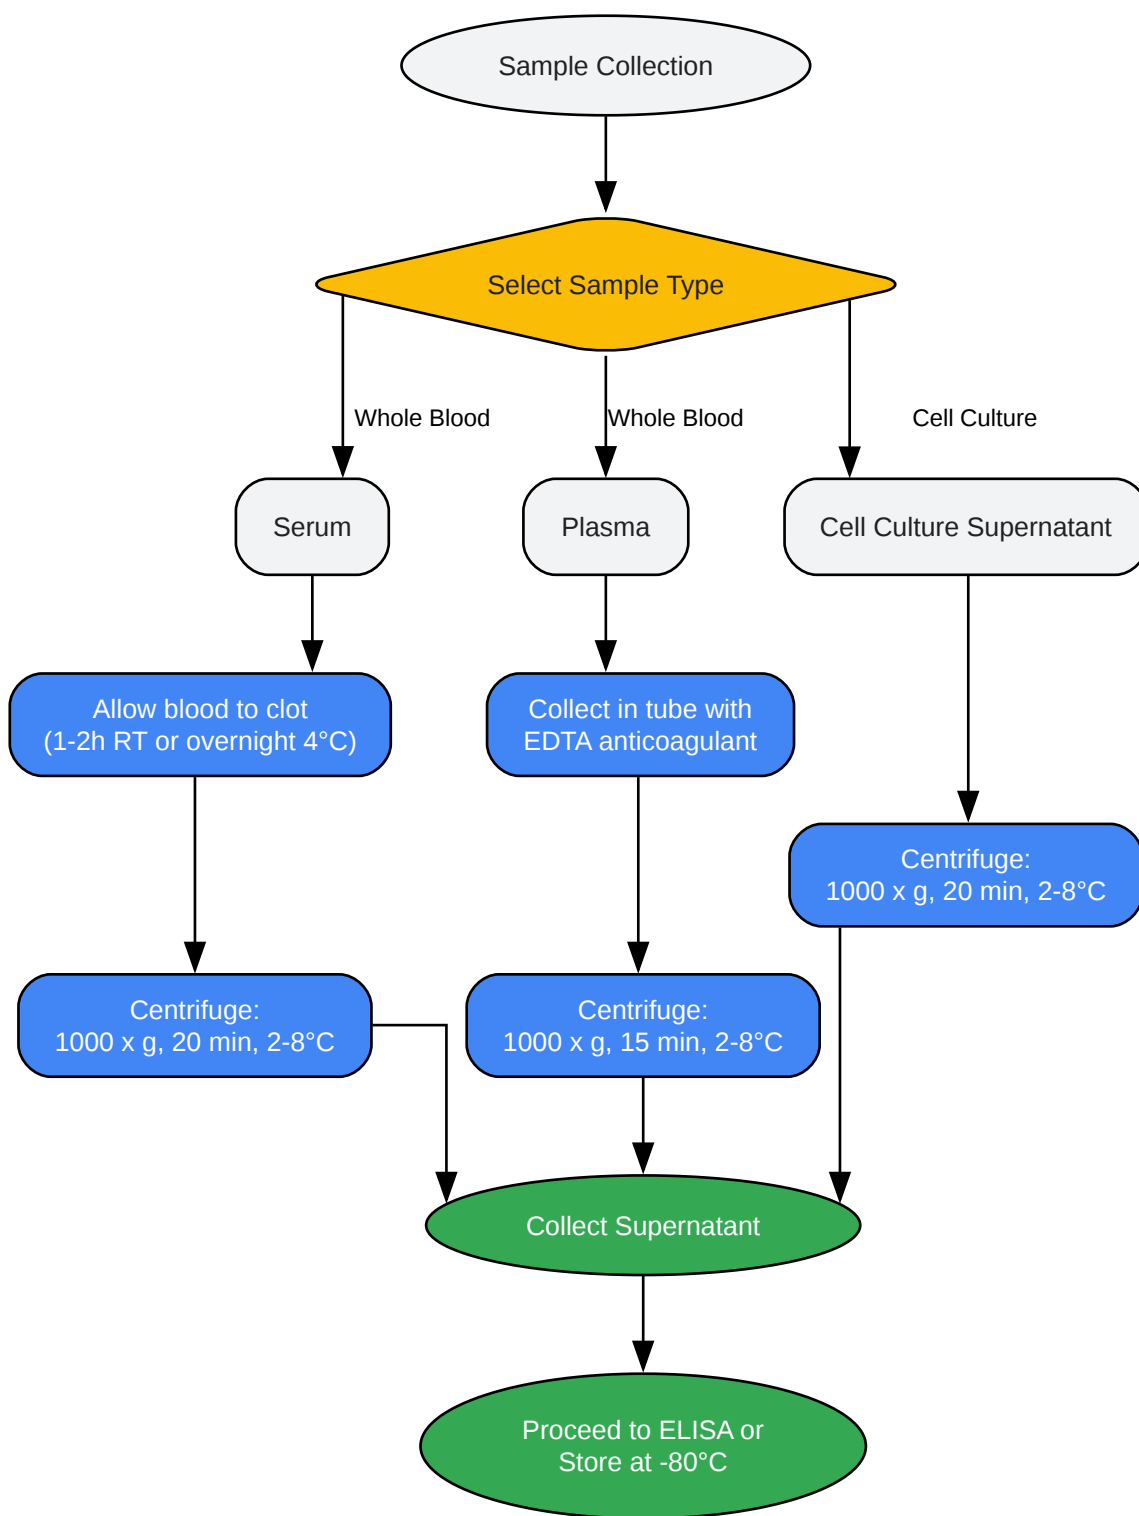 Sample Collection
Select Sample Type
Whole Blood
Whole Blood
Cell Culture
Serum
Plasma
Cell Culture Supernatant
Allow blood to clot
(1-2h RT or overnight 4°C)
Collect in tube with
EDTA anticoagulant
Centrifuge:
1000 x g, 20 min, 2-8°C
Centrifuge:
1000 x g, 20 min, 2-8°C
Centrifuge:
1000 x g, 15 min, 2-8°C
Collect Supernatant
Proceed to ELISA or
Store at -80°C